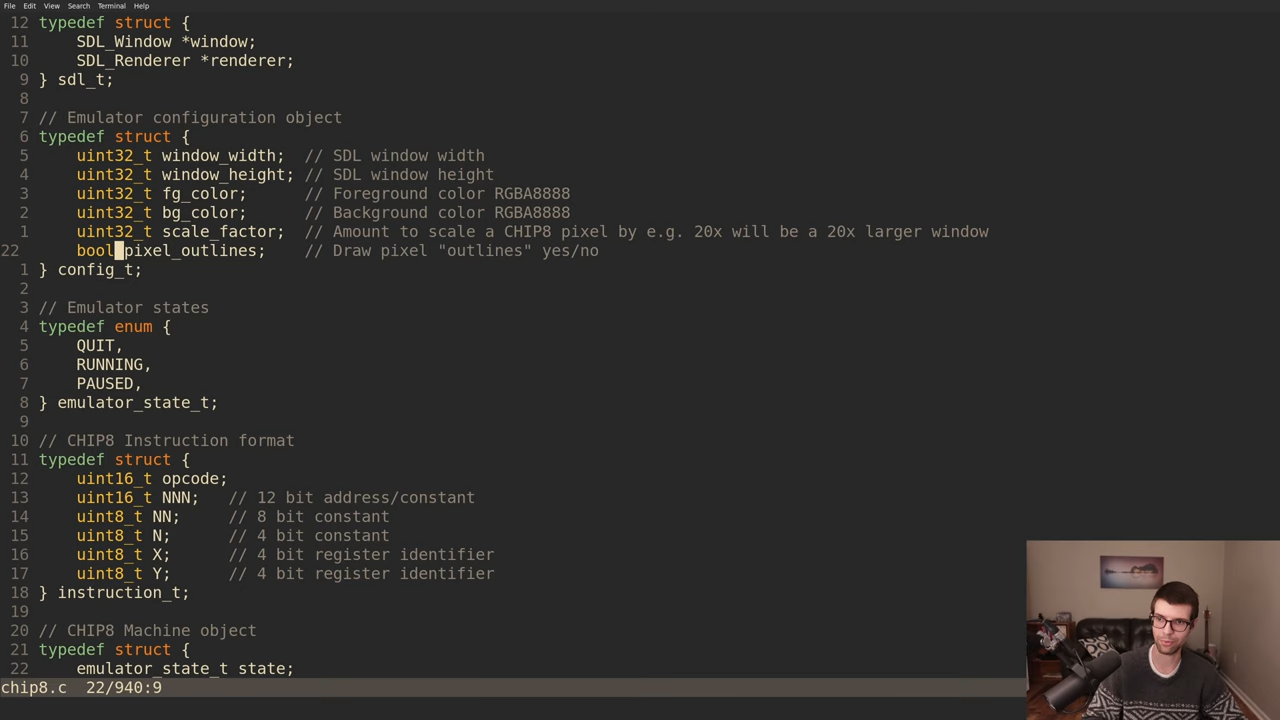 File Edit View Search Terminal Help
12 typedef struct {
11     SDL_Window *window;
10     SDL_Renderer *renderer;
9 } sdl_t;
8
7 // Emulator configuration object
6 typedef struct {
5     uint32_t window_width;  // SDL window width
4     uint32_t window_height; // SDL window height
3     uint32_t fg_color;      // Foreground color RGBA8888
2     uint32_t bg_color;      // Background color RGBA8888
1     uint32_t scale_factor;  // Amount to scale a CHIP8 pixel by e.g. 20x will be a 20x larger window
22     bool pixel_outlines;    // Draw pixel "outlines" yes/no
1 } config_t;
2
3 // Emulator states
4 typedef enum {
5     QUIT,
6     RUNNING,
7     PAUSED,
8 } emulator_state_t;
9
10 // CHIP8 Instruction format
11 typedef struct {
12     uint16_t opcode;
13     uint16_t NNN;   // 12 bit address/constant
14     uint8_t NN;     // 8 bit constant
15     uint8_t N;      // 4 bit constant
16     uint8_t X;      // 4 bit register identifier
17     uint8_t Y;      // 4 bit register identifier
18 } instruction_t;
19
20 // CHIP8 Machine object
21 typedef struct {
22     emulator_state_t state;
chip8.c  22/940:9